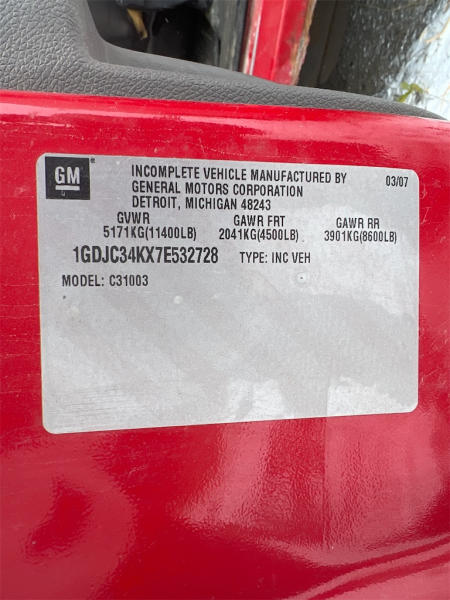 GM
INCOMPLETE VEHICLE MANUFACTURED BY 03/07
GENERAL MOTORS CORPORATION
DETROIT, MICHIGAN 48243
GVWR GAWR FRT GAWR RR
5171KG(11400LB) 2041KG(4500LB) 3901KG(8600LB)
1GDJC34KX7E532728 TYPE: INC VEH
MODEL: C31003